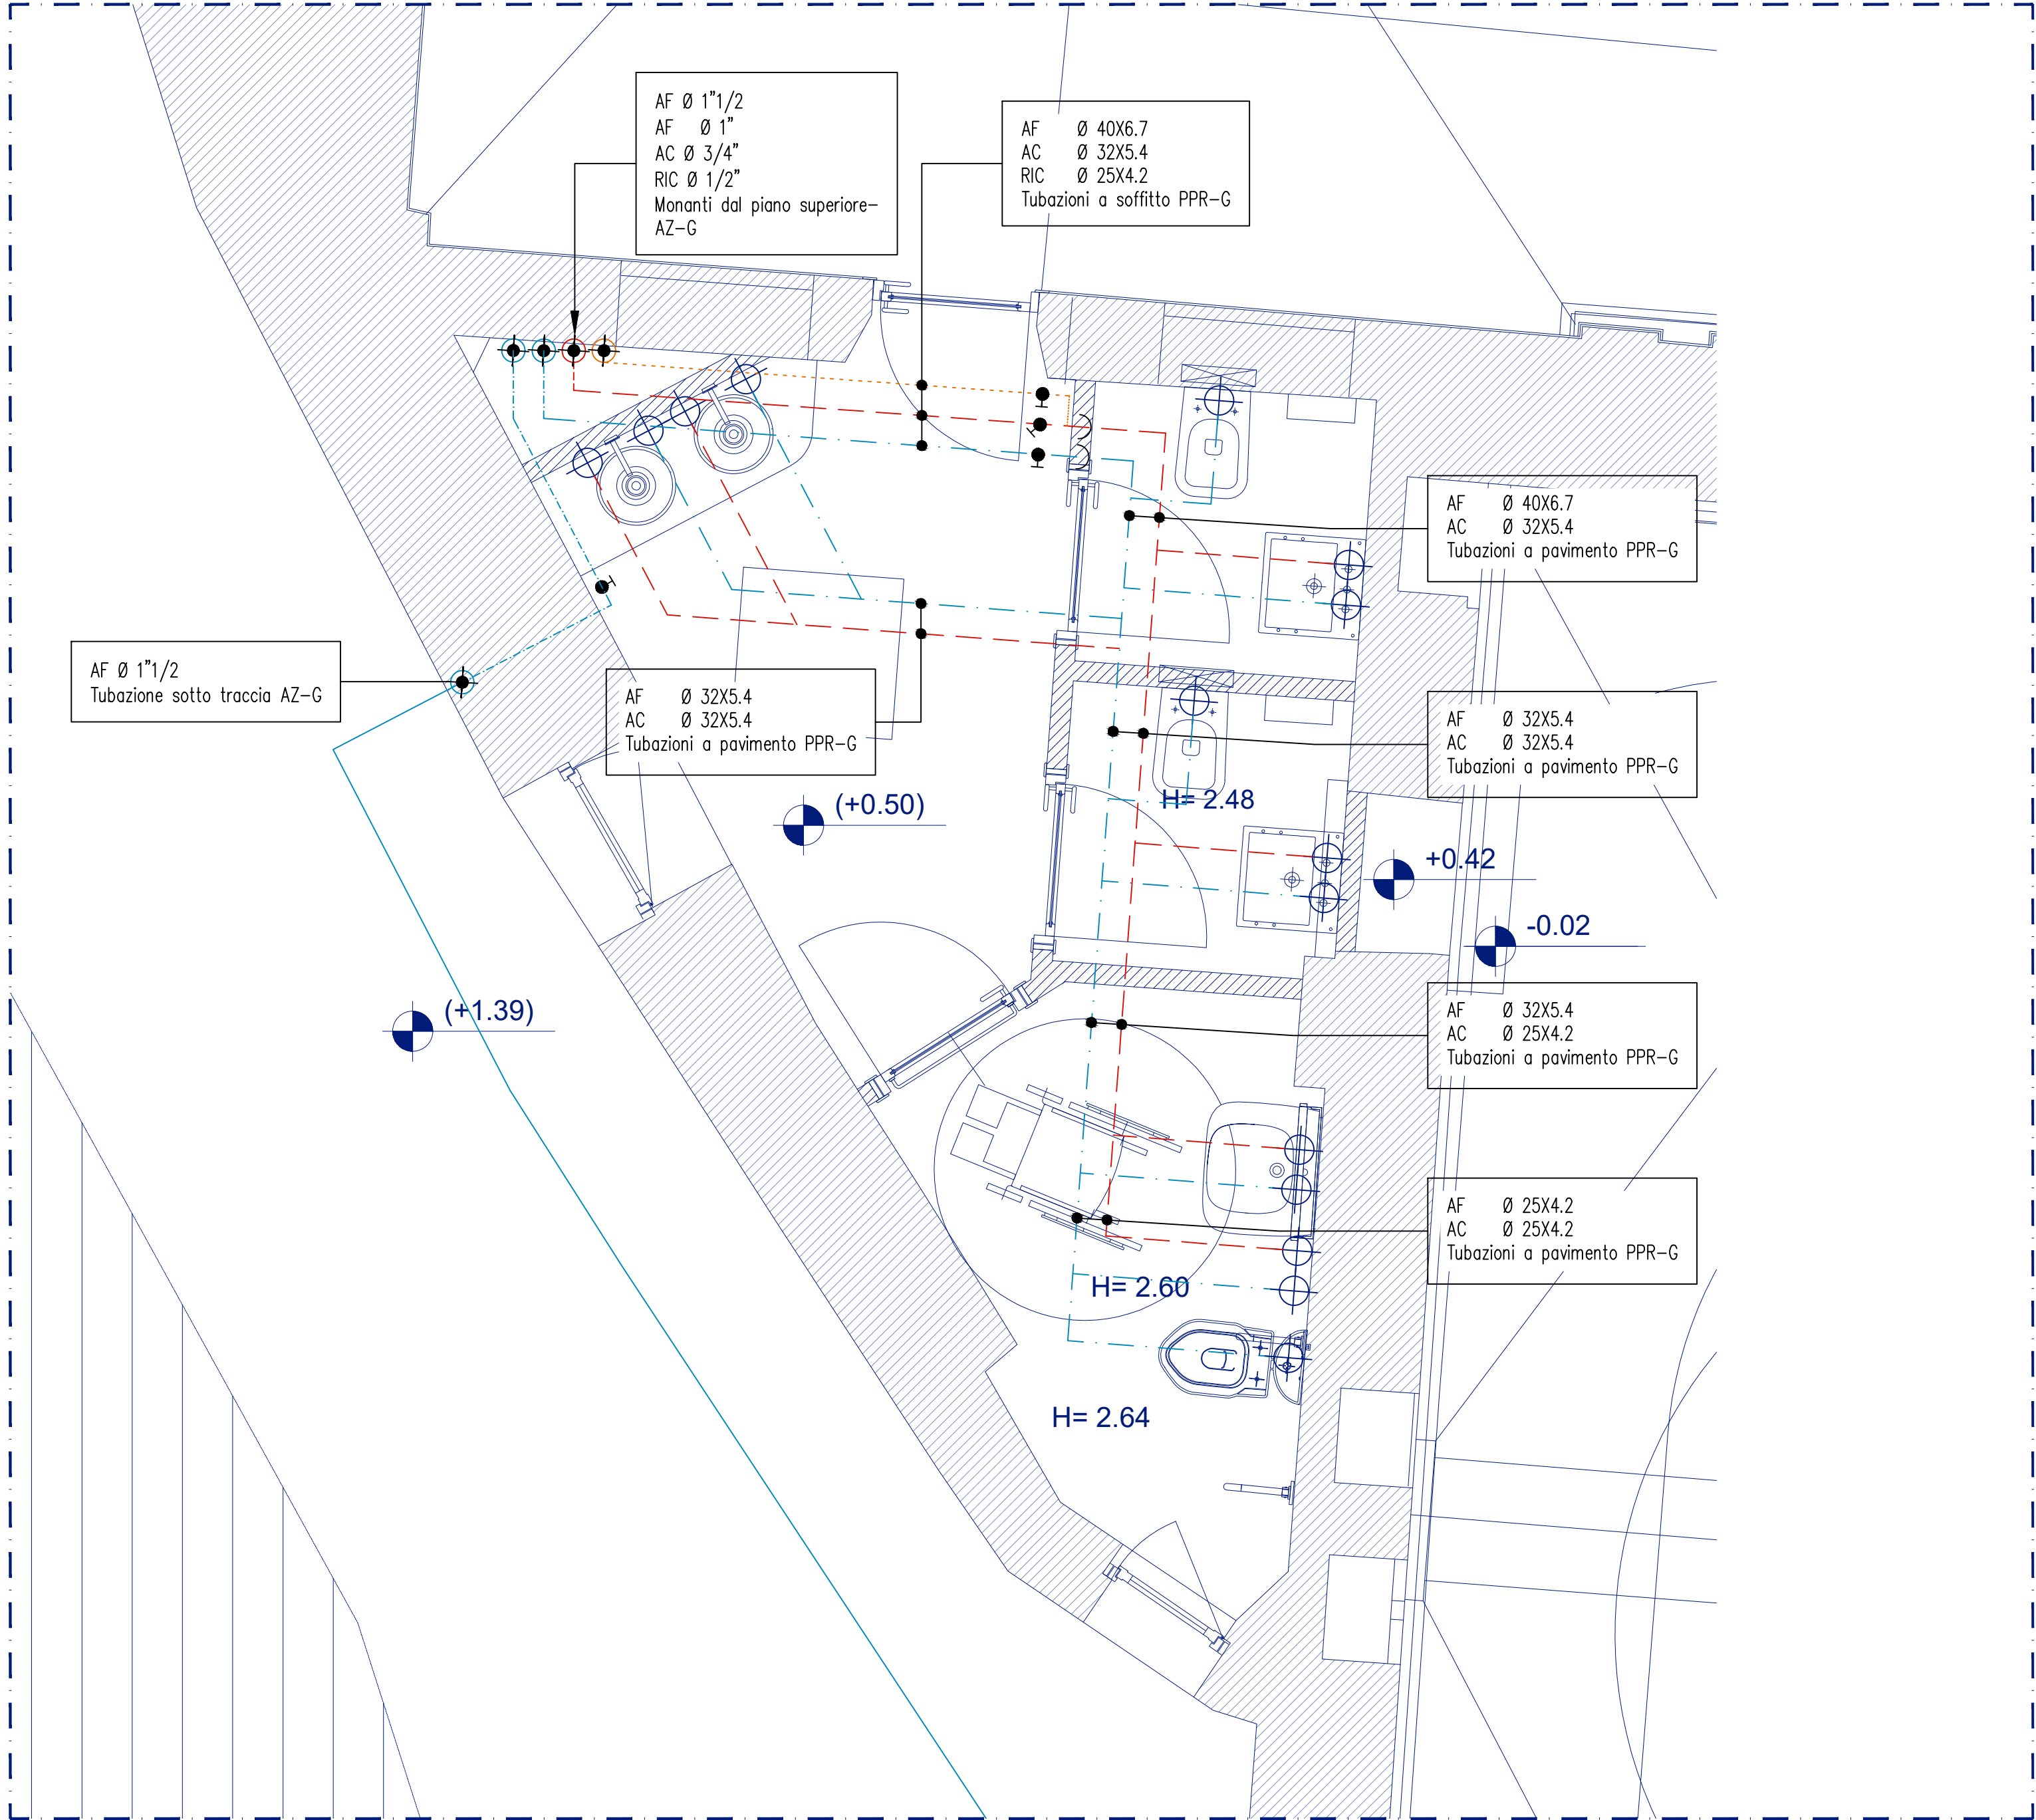 AF Ø 1"1/2
AF Ø 1"
AC Ø 3/4"
RIC Ø 1/2"
Monanti dal piano superiore-
AZ-G
AF Ø 40X6.7
AC Ø 32X5.4
RIC Ø 25X4.2
Tubazioni a soffitto PPR-G
AF Ø 40X6.7
AC Ø 32X5.4
Tubazioni a pavimento PPR-G
AF Ø 1"1/2
Tubazione sotto traccia AZ-G
AF Ø 32X5.4
AC Ø 32X5.4
Tubazioni a pavimento PPR-G
AF Ø 32X5.4
AC Ø 32X5.4
Tubazioni a pavimento PPR-G
(+0.50)
H= 2.48
+0.42
-0.02
(+1.39)
AF Ø 32X5.4
AC Ø 25X4.2
Tubazioni a pavimento PPR-G
AF Ø 25X4.2
AC Ø 25X4.2
Tubazioni a pavimento PPR-G
H= 2.60
H= 2.64